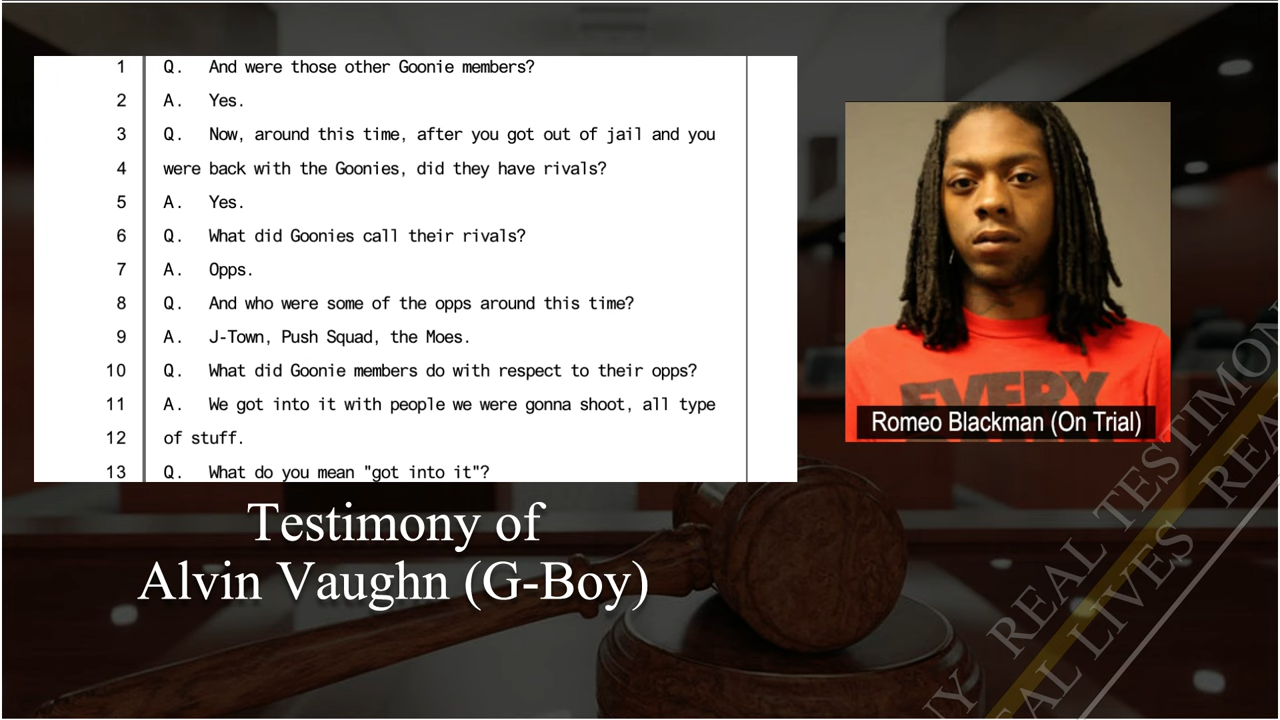 1 Q. And were those other Goonie members?
2 A. Yes.
3 Q. Now, around this time, after you got out of jail and you
4 were back with the Goonies, did they have rivals?
5 A. Yes.
6 Q. What did Goonies call their rivals?
7 A. Opps.
8 Q. And who were some of the opps around this time?
9 A. J-Town, Push Squad, the Moes.
10 Q. What did Goonie members do with respect to their opps?
11 A. We got into it with people we were gonna shoot, all type
12 of stuff.
13 Q. What do you mean "got into it"?
EVERY
Romeo Blackman (On Trial)
Testimony of
Alvin Vaughn (G-Boy)
REAL TESTIMON
REAL LIVES